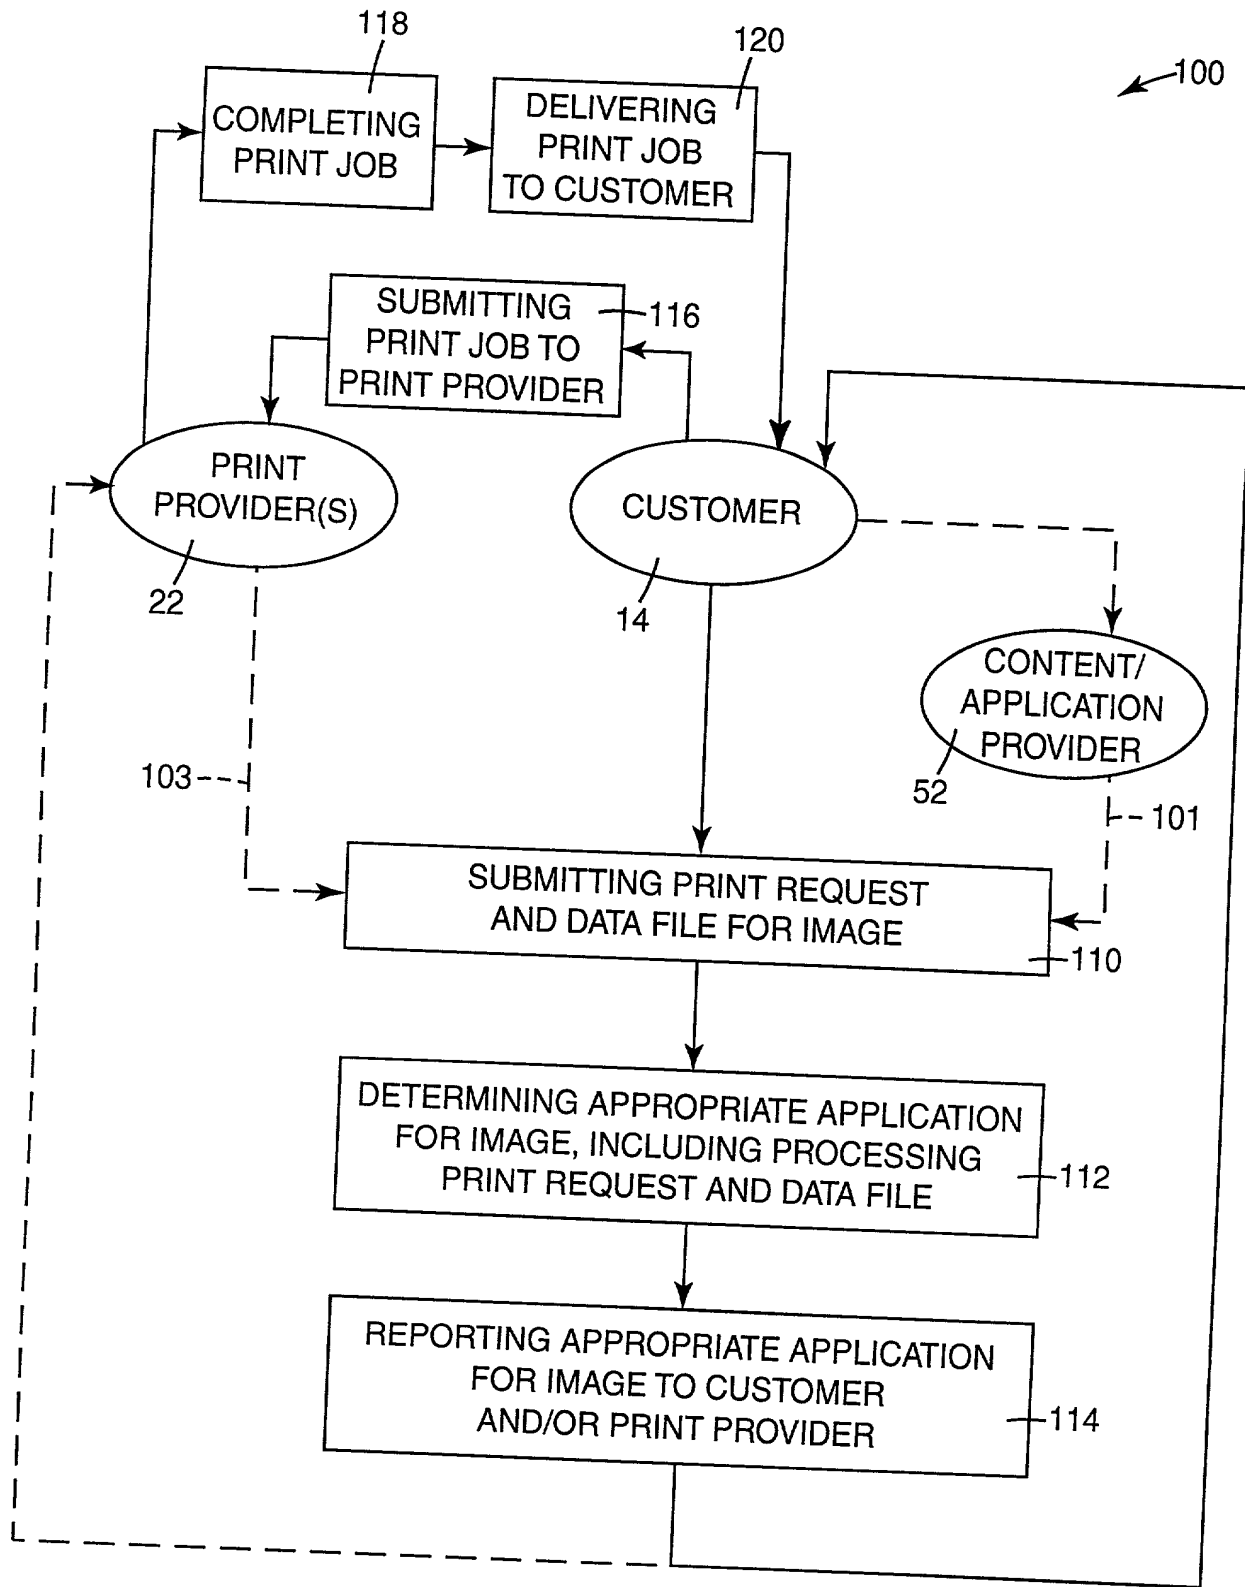 118
120
100
COMPLETING
PRINT JOB
DELIVERING
PRINT JOB
TO CUSTOMER
SUBMITTING
PRINT JOB TO
PRINT PROVIDER
116
PRINT
PROVIDER(S)
22
CUSTOMER
14
CONTENT/
APPLICATION
PROVIDER
52
103
101
SUBMITTING PRINT REQUEST
AND DATA FILE FOR IMAGE
110
DETERMINING APPROPRIATE APPLICATION
FOR IMAGE, INCLUDING PROCESSING
PRINT REQUEST AND DATA FILE
112
REPORTING APPROPRIATE APPLICATION
FOR IMAGE TO CUSTOMER
AND/OR PRINT PROVIDER
114